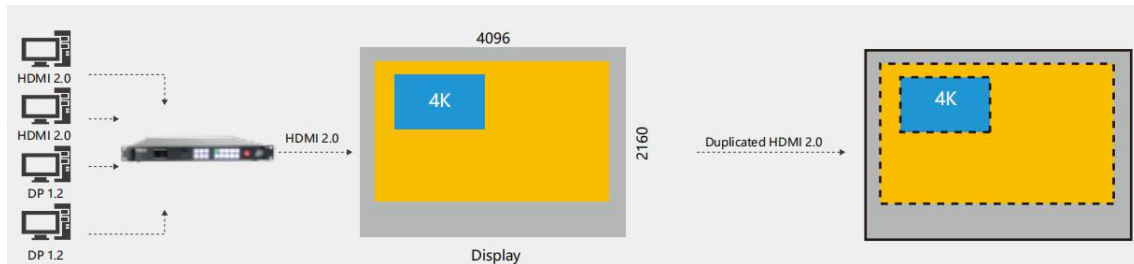 HDMI 2.0
HDMI 2.0
DP 1.2
DP 1.2
HDMI 2.0
4096
4K
2160
Display
Duplicated HDMI 2.0
4K